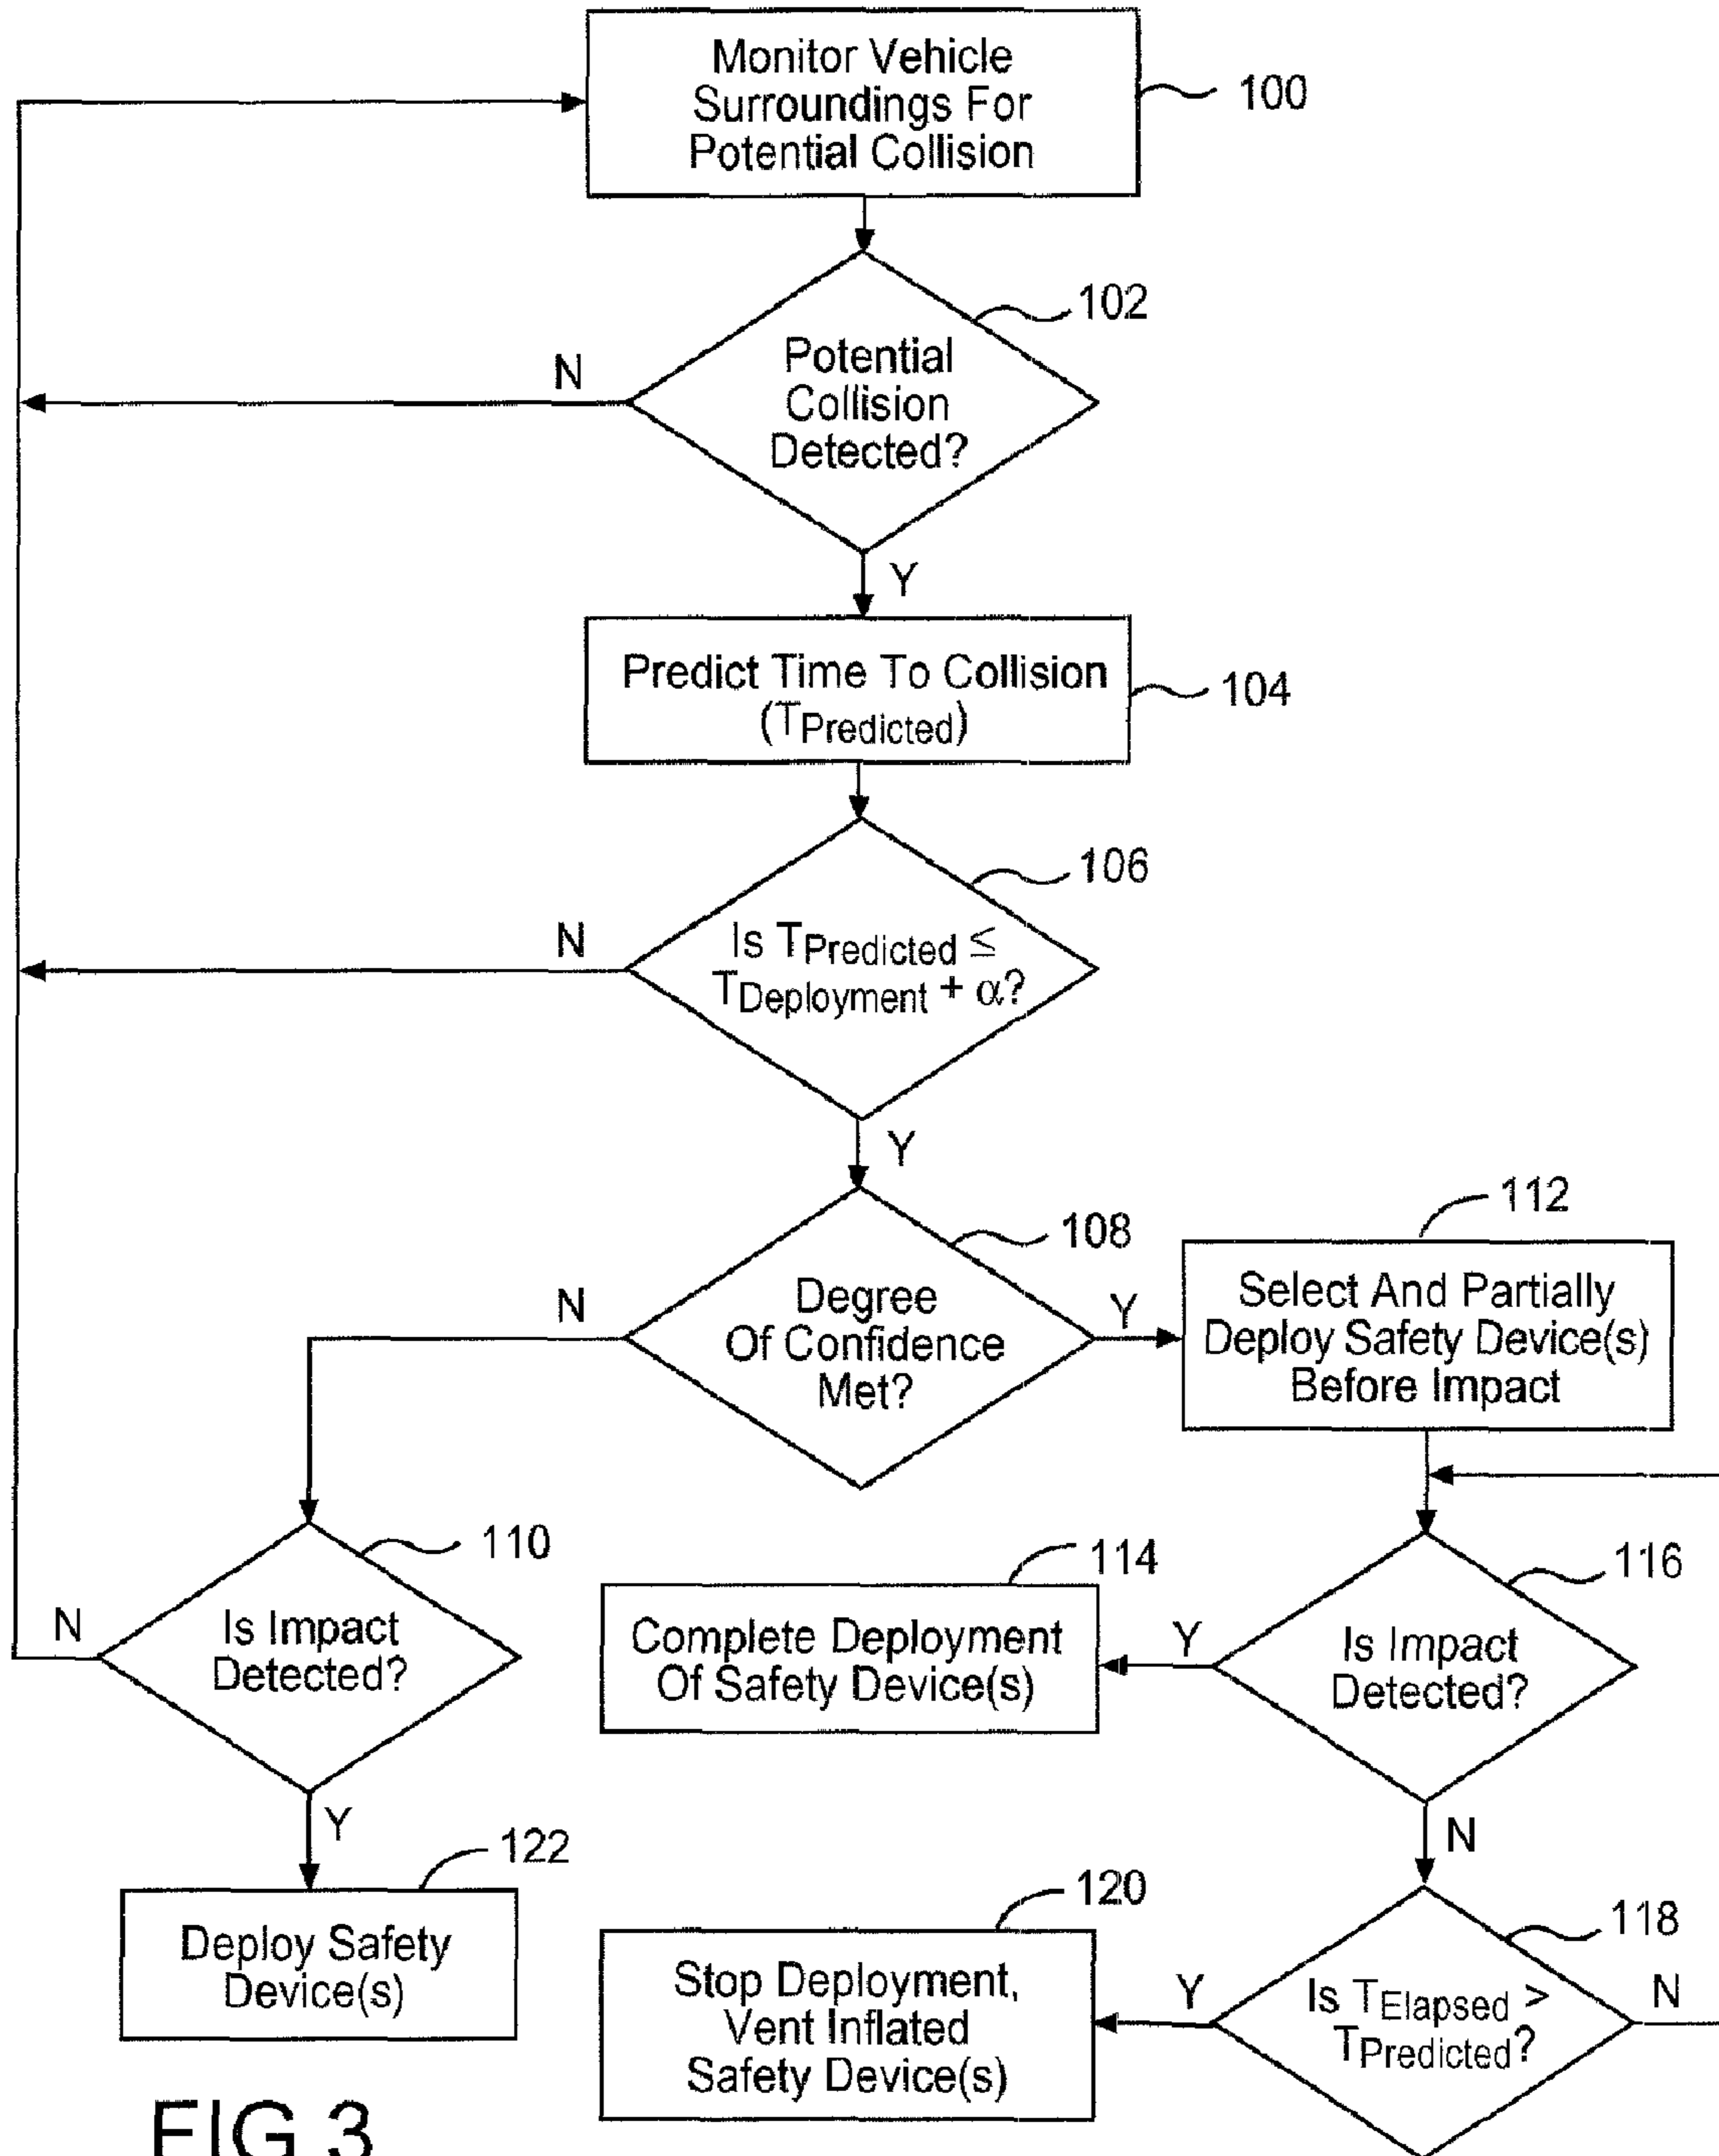 Monitor Vehicle
Surroundings For
Potential Collision
100
102
Potential
Collision
Detected?
N
Y
Predict Time To Collision
(TPredicted)
104
106
Is TPredicted ≤
TDeployment + α?
N
Y
108
Degree
Of Confidence
Met?
N
Y
112
Select And Partially
Deploy Safety Device(s)
Before Impact
110
Is Impact
Detected?
N
Y
114
Complete Deployment
Of Safety Device(s)
116
Is Impact
Detected?
Y
N
122
Deploy Safety
Device(s)
120
Stop Deployment,
Vent Inflated
Safety Device(s)
118
Is TElapsed >
TPredicted?
Y
N
FIG 3